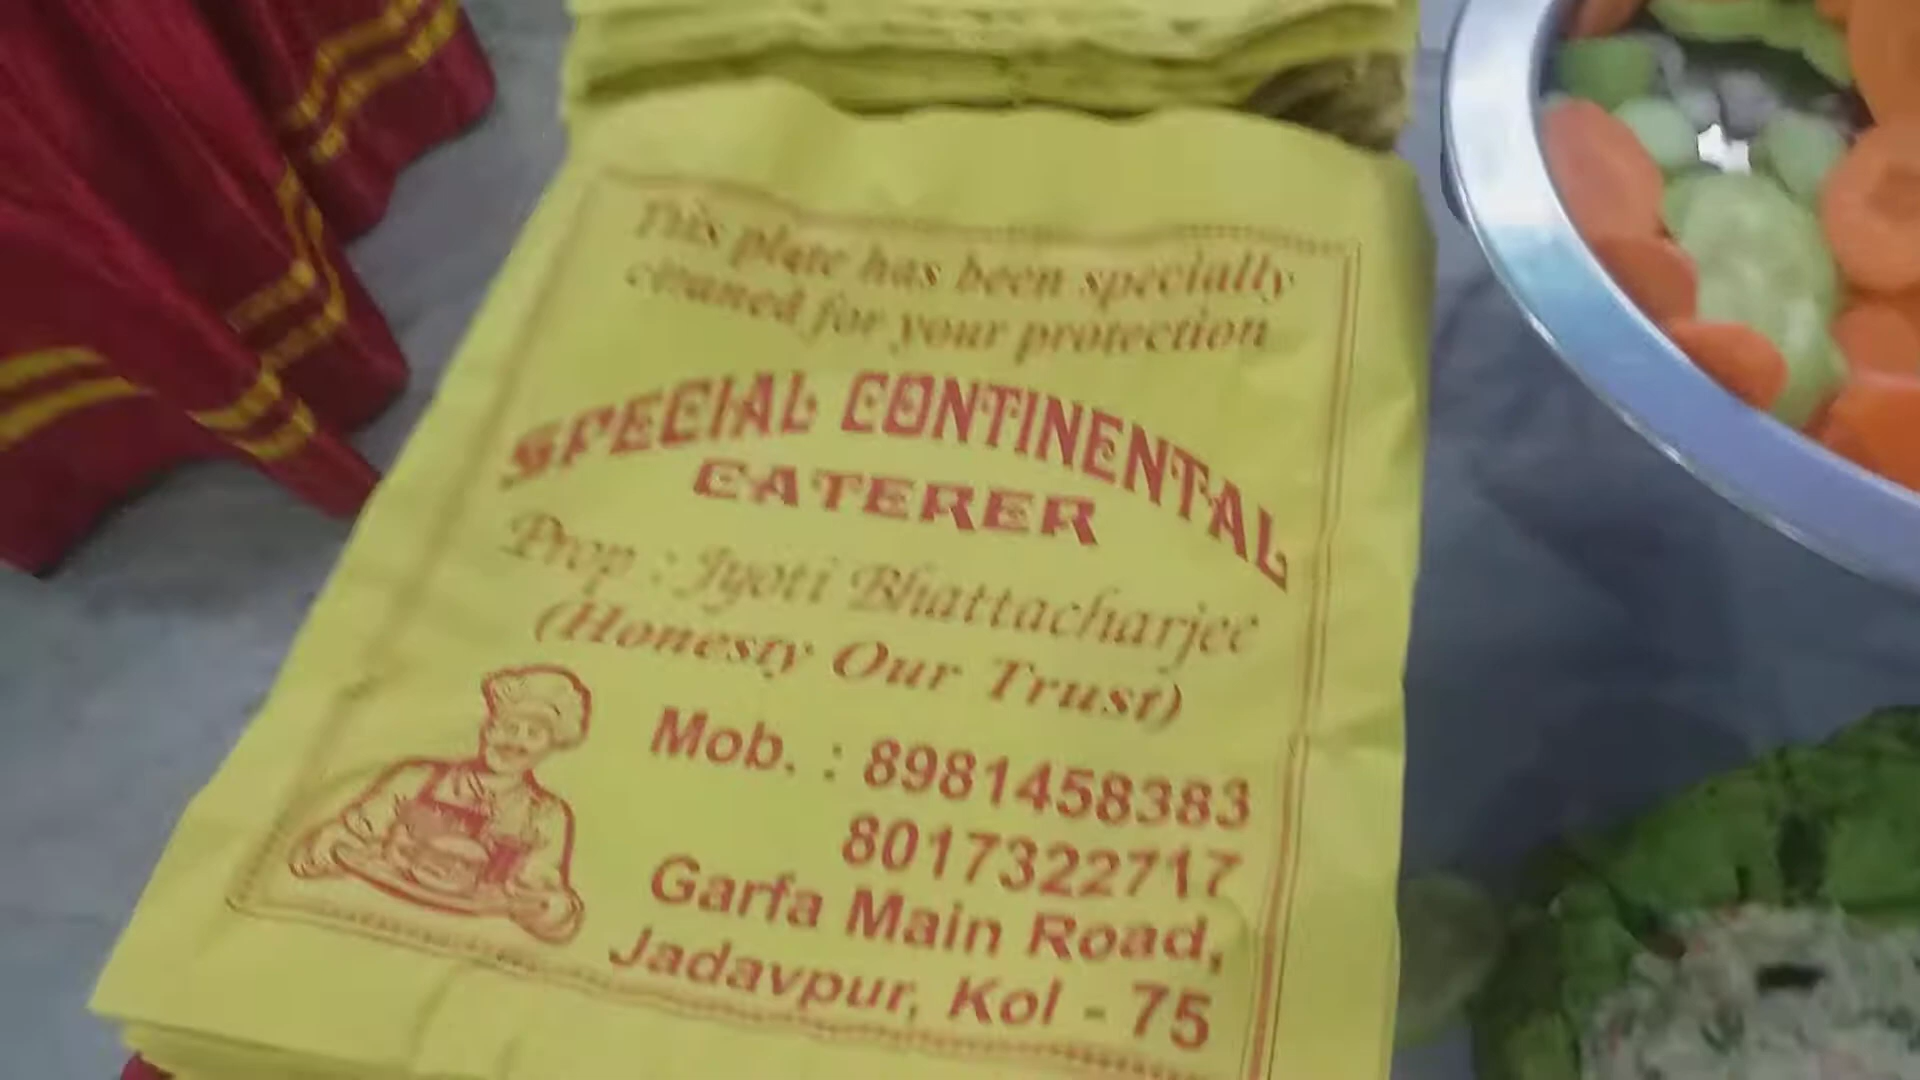 This plate has been specially
cleaned for your protection
SPECIAL CONTINENTAL
CATERER
Prop : Jyoti Bhattacharjee
(Honesty Our Trust)
Mob. : 8981458383
8017322717
Garfa Main Road,
Jadavpur, Kol - 75